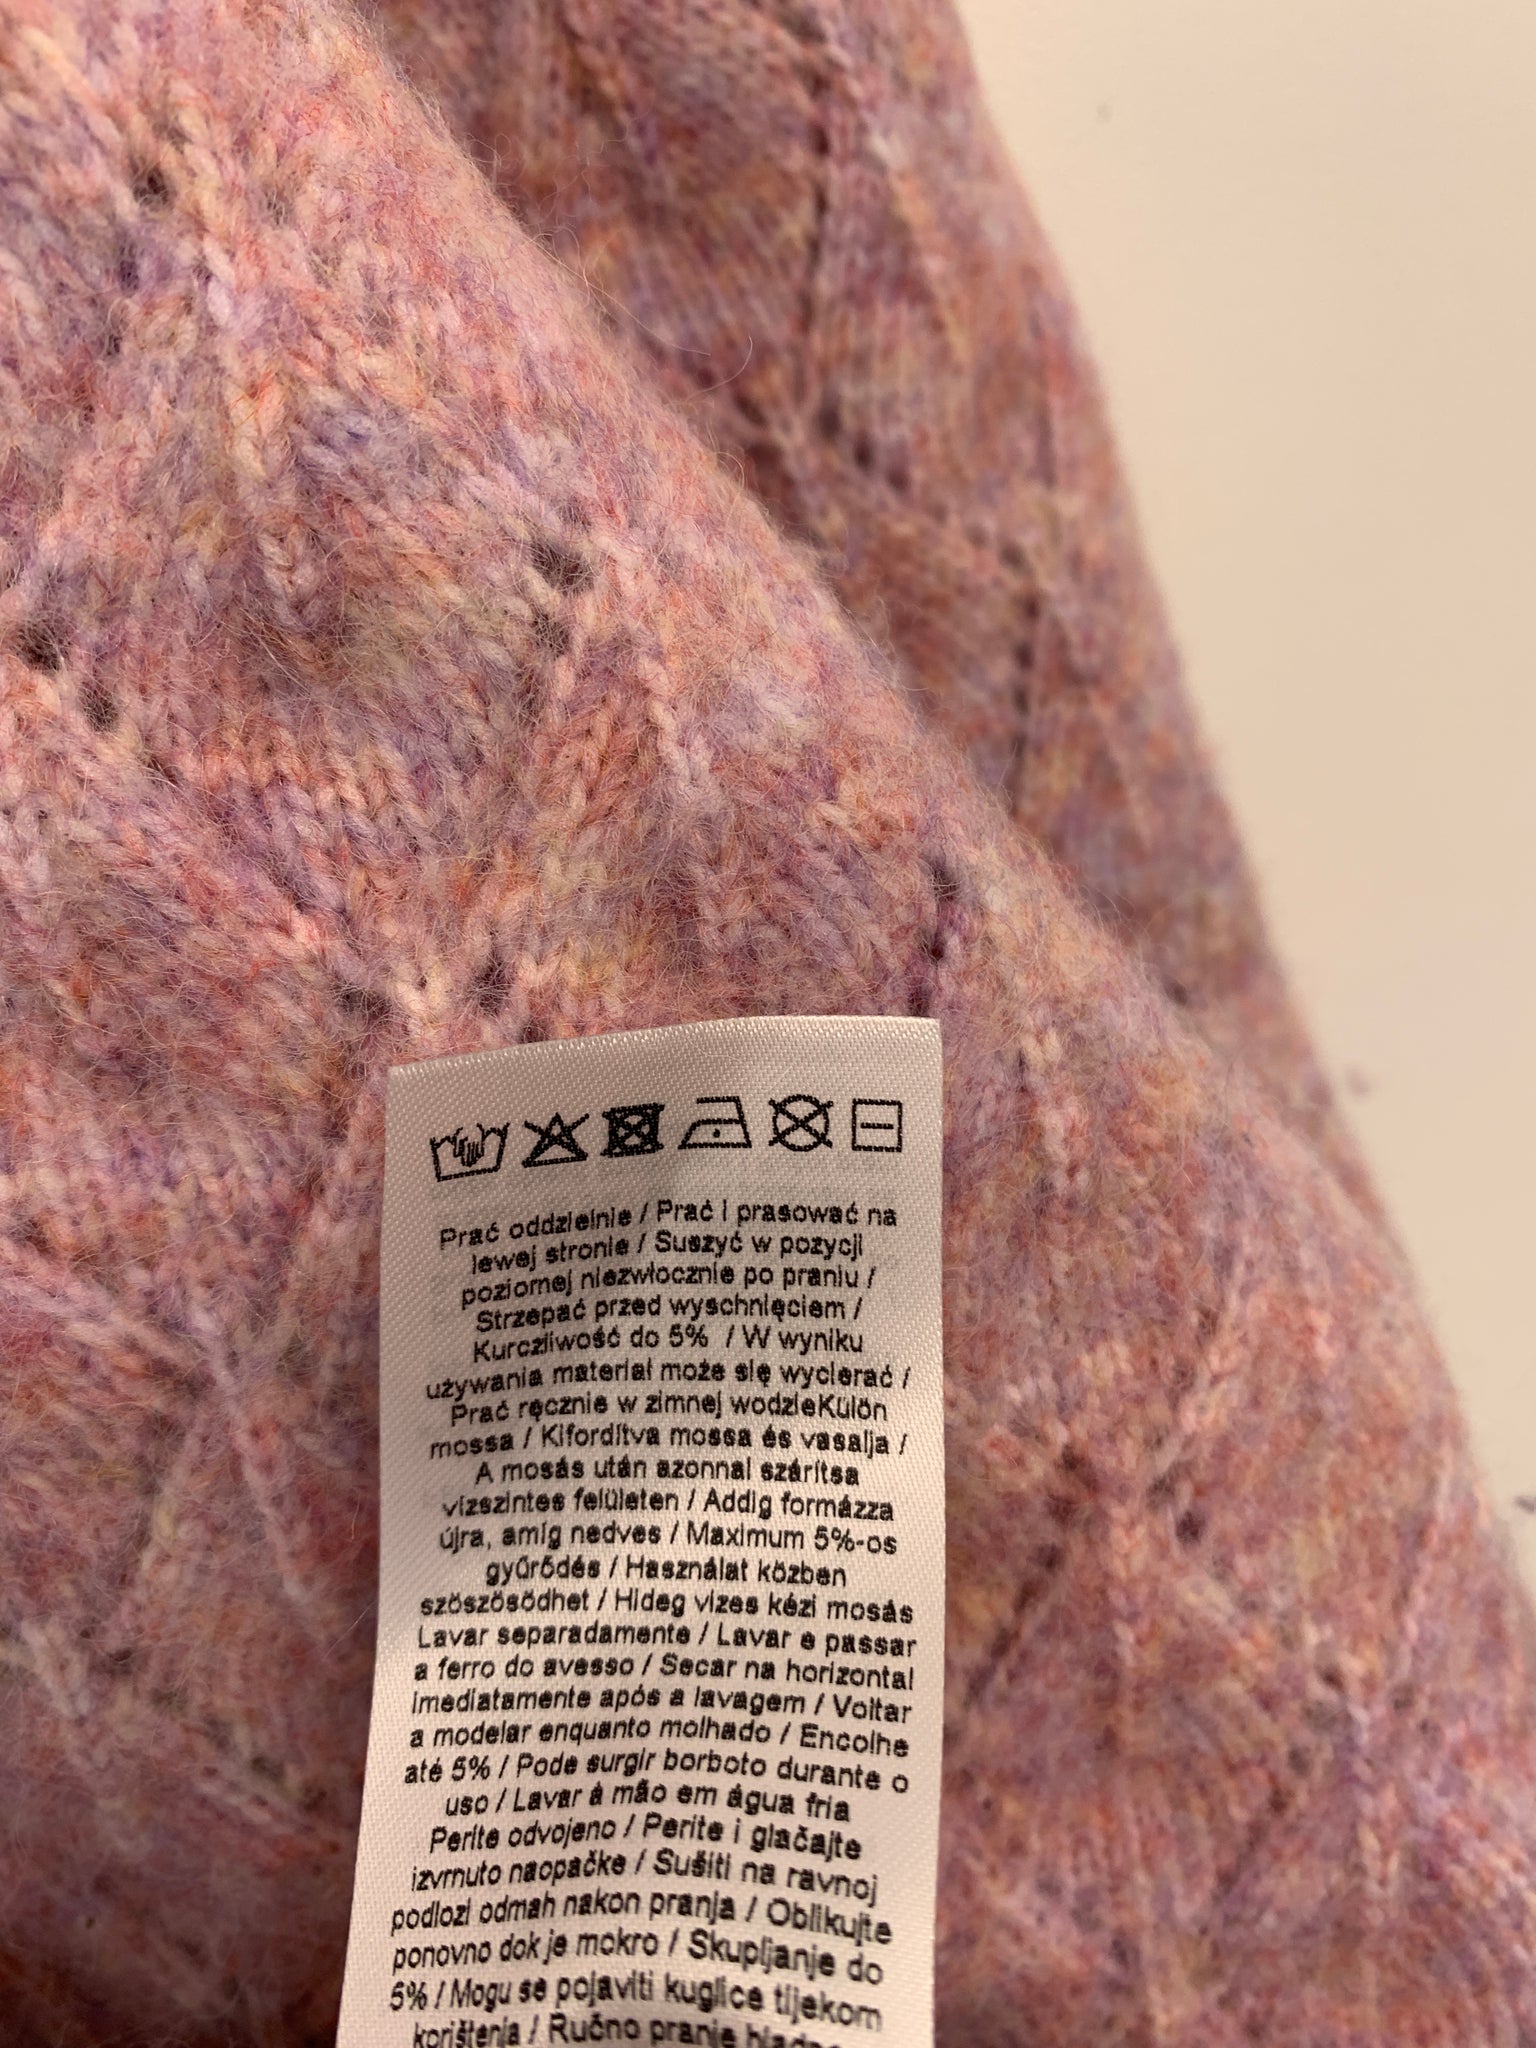 Prać oddzielnie / Prać i prasować na
lewej stronie / Suszyć w pozycji
poziomej niezwłocznie po praniu /
Strzepać przed wyschnięciem /
Kurczliwość do 5% / W wyniku
używania materiał może się wycierać /
Prać ręcznie w zimnej wodzieKülön
mossa / Kifordítva mossa és vasalja /
A mosás után azonnal szárítsa
vízszintes felületen / Addig formázza
újra, amíg nedves / Maximum 5%-os
gyűrődés / Használat közben
szöszösödhet / Hideg vizes kézi mosás
Lavar separadamente / Lavar e passar
a ferro do avesso / Secar na horizontal
imediatamente após a lavagem / Voltar
a modelar enquanto molhado / Encolhe
até 5% / Pode surgir borboto durante o
uso / Lavar à mão em água fria
Perite odvojeno / Perite i glačajte
izvrnuto naopačke / Sušiti na ravnoj
podlozi odmah nakon pranja / Oblikujte
ponovno dok je mokro / Skupljanje do
5% / Mogu se pojaviti kuglice tijekom
korištenja / Ručno pranje